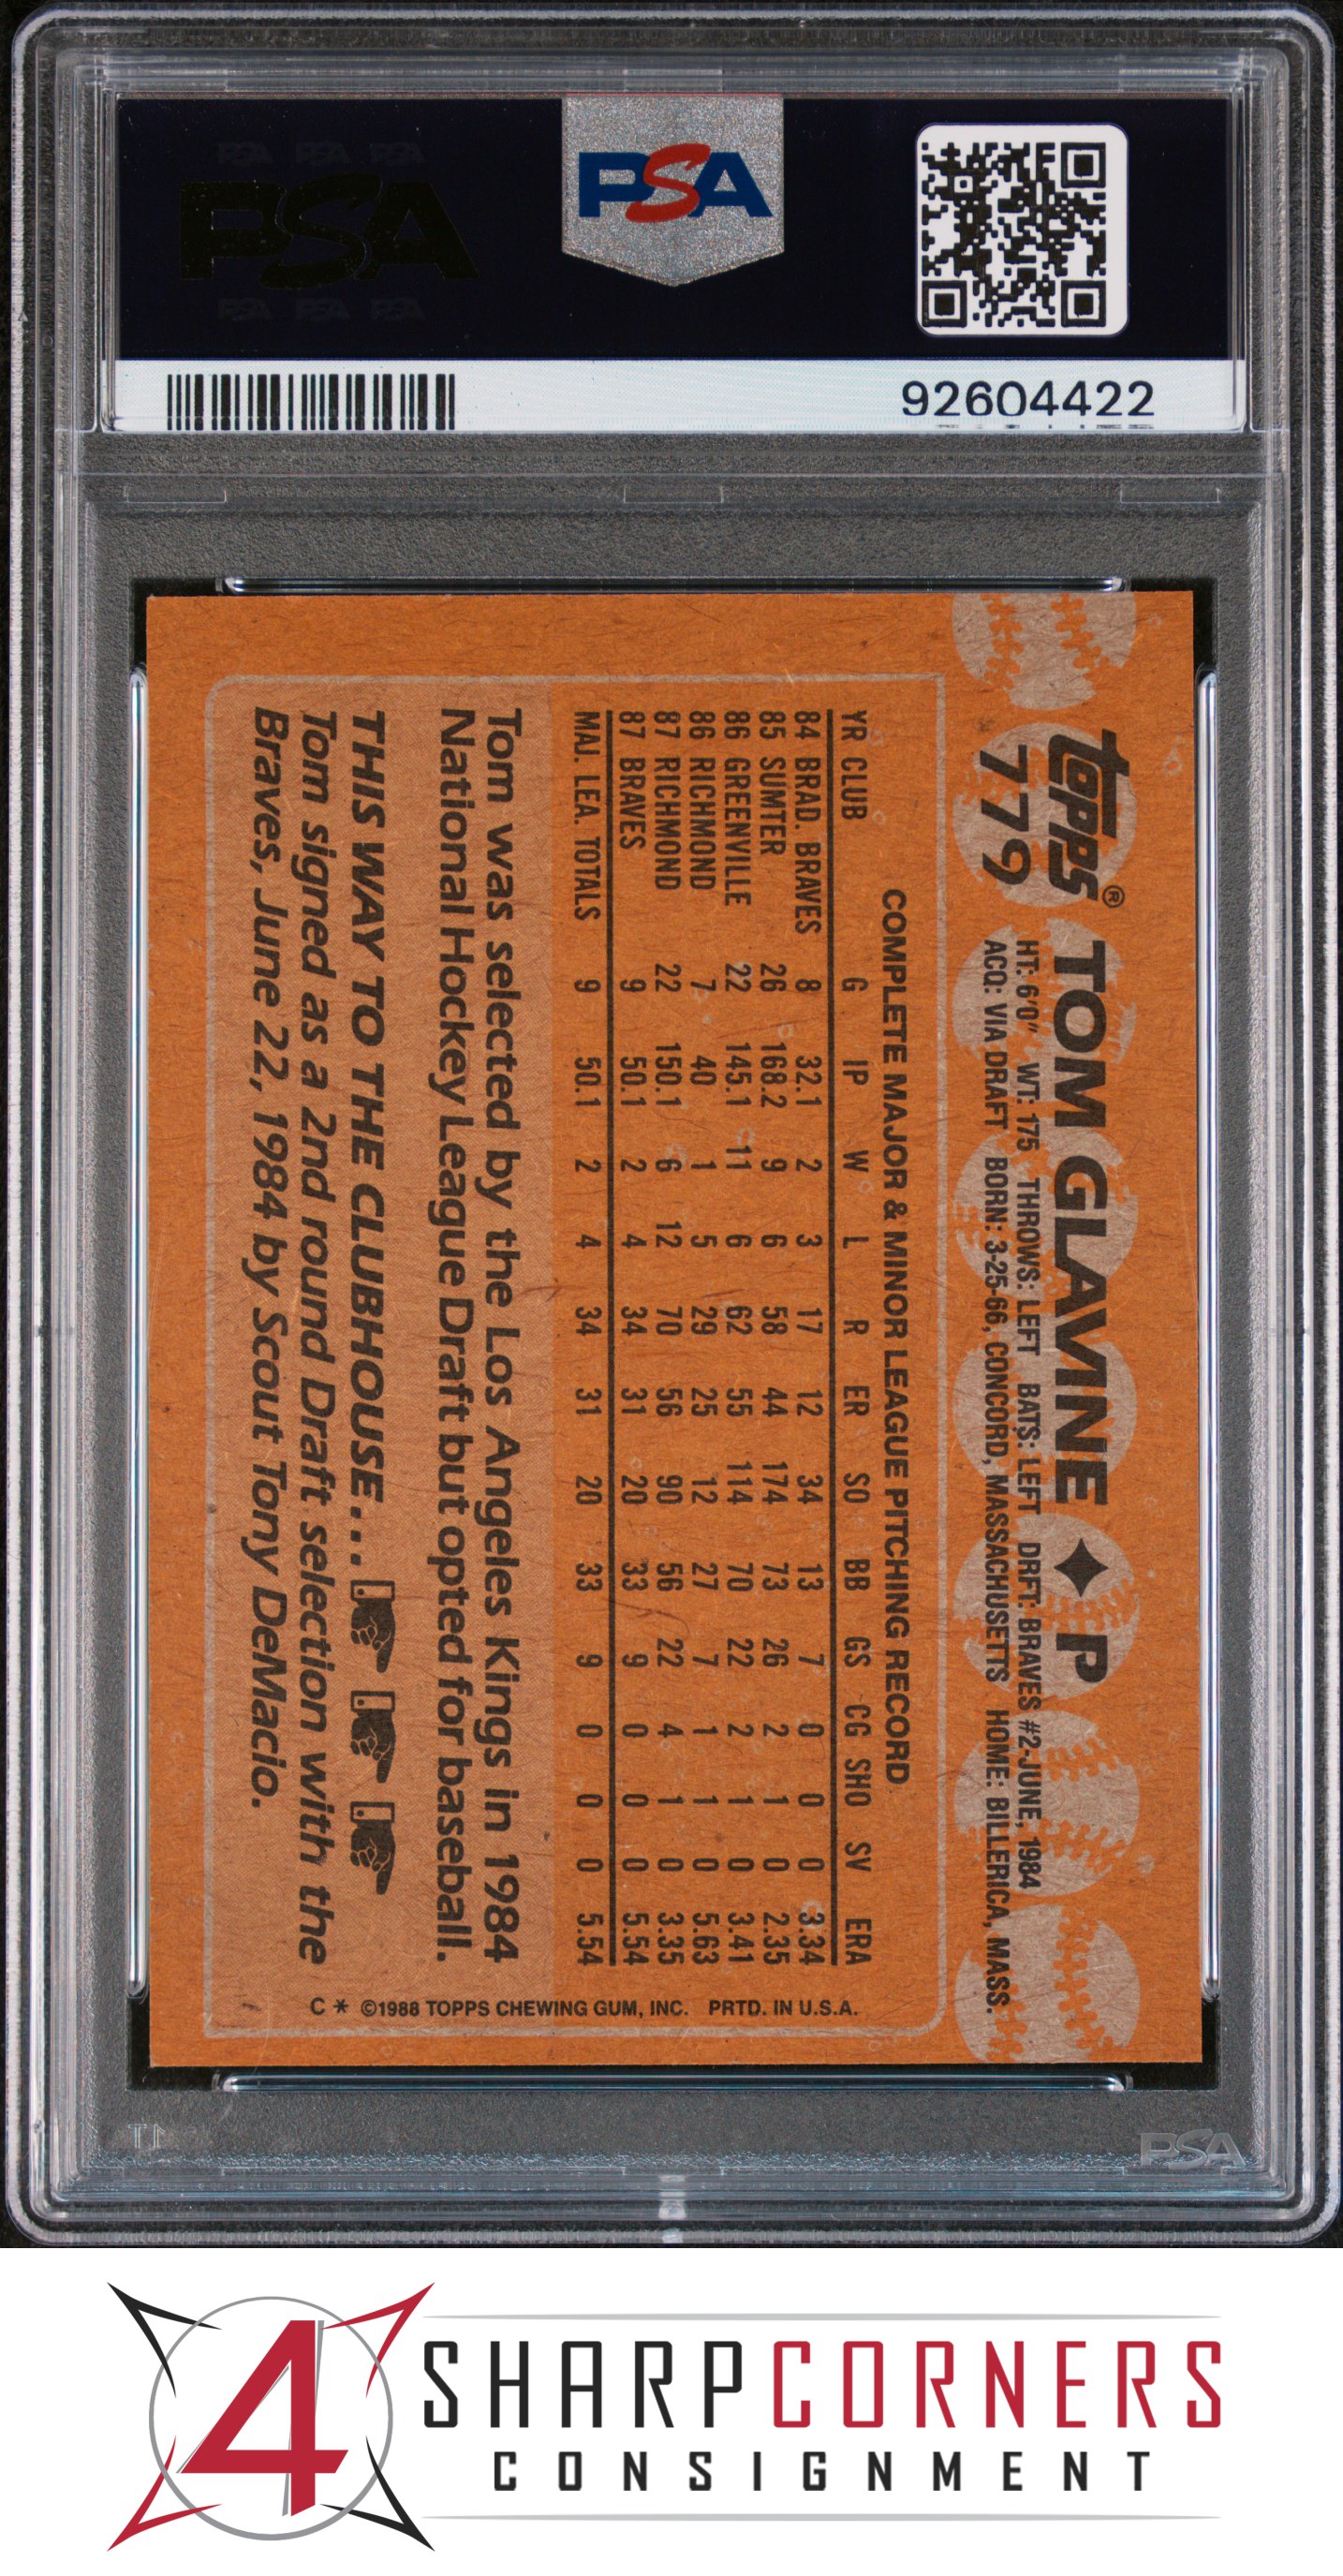 PSA PSA PSA
PSA
PSA PSA PSA
PSA
92604422
topps®
779
TOM GLAVINE ✦ P
HT: 6'0" WT: 175 THROWS: LEFT BATS: LEFT DRFT: BRAVES #2-JUNE, 1984
ACQ: VIA DRAFT BORN: 3-25-66, CONCORD, MASSACHUSETTS HOME: BILLERICA, MASS.
COMPLETE MAJOR & MINOR LEAGUE PITCHING RECORD
YR CLUB G IP W L R ER SO BB GS CG SHO SV ERA
84 BRAD. BRAVES 8 32.1 2 3 17 12 34 13 7 0 0 0 3.34
85 SUMTER 26 168.2 9 6 58 44 174 73 26 2 1 0 2.35
86 GREENVILLE 22 145.1 11 6 62 55 114 70 22 2 1 0 3.41
86 RICHMOND 7 40 1 5 29 25 12 27 7 1 1 0 5.63
87 RICHMOND 22 150.1 6 12 70 56 90 56 22 4 1 0 3.35
87 BRAVES 9 50.1 2 4 34 31 20 33 9 0 0 0 5.54
MAJ. LEA. TOTALS 9 50.1 2 4 34 31 20 33 9 0 0 0 5.54
Tom was selected by the Los Angeles Kings in 1984
National Hockey League Draft but opted for baseball.
THIS WAY TO THE CLUBHOUSE...
Tom signed as a 2nd round Draft selection with the
Braves, June 22, 1984 by Scout Tony DeMacio.
C * ©1988 TOPPS CHEWING GUM, INC. PRTD. IN U.S.A.
PSA
4
SHARPCORNERS
CONSIGNMENT